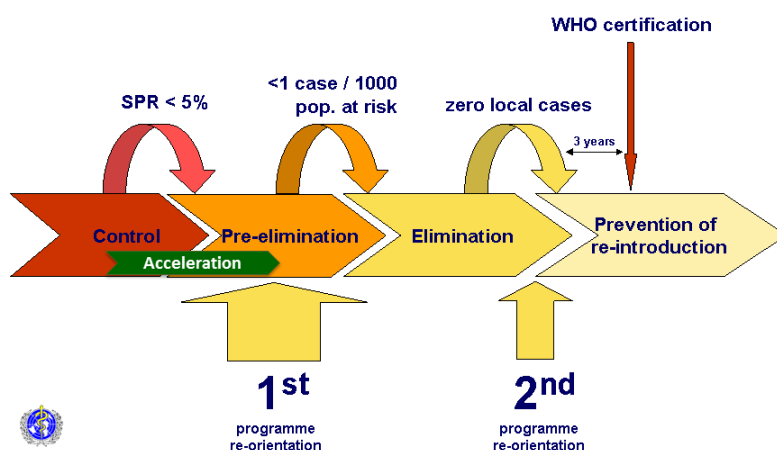 WHO certification
<1 case / 1000
pop. at risk
SPR < 5%
zero local cases
3 years
Control
Pre-elimination
Elimination
Prevention of
re-introduction
Acceleration
1st
programme
re-orientation
2nd
programme
re-orientation